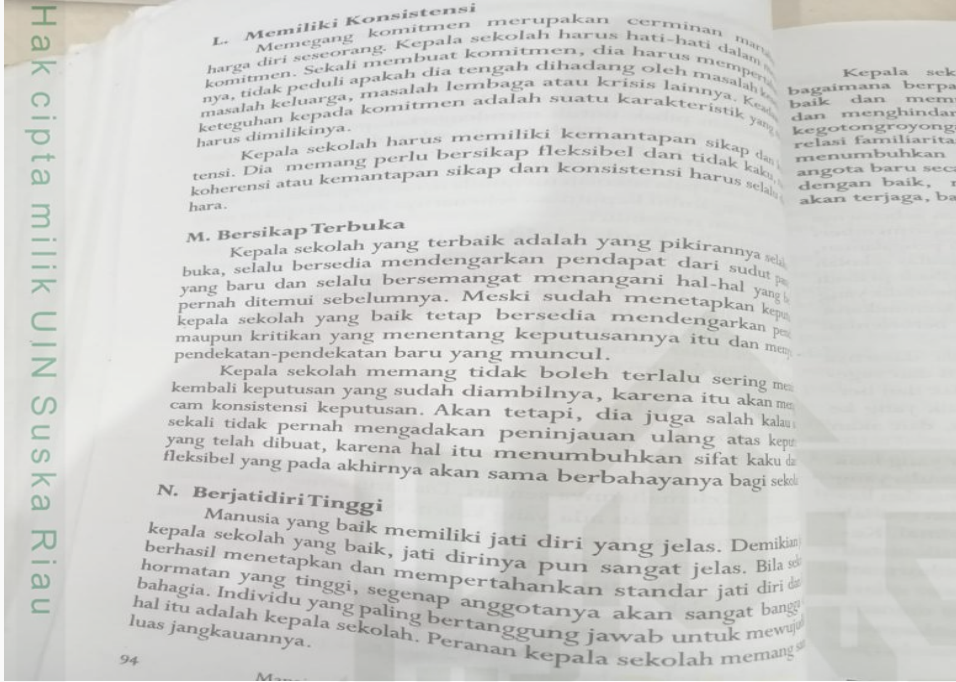 Hak cipta milik UIN Suska Riau
L. Memiliki Konsistensi
Memegang komitmen merupakan cerminan
harga diri seseorang. Kepala sekolah harus hati-hati dalam
komitmen. Sekali membuat komitmen, dia harus
nya, tidak peduli apakah dia tengah dihadang oleh masalah
masalah keluarga, masalah lembaga atau krisis lainnya.
keteguhan kepada komitmen adalah suatu karakteristik yang
harus dimilikinya.
Kepala sekolah harus memiliki kemantapan sikap dan
tensi. Dia memang perlu bersikap fleksibel dan tidak kaku,
koherensi atau kemantapan sikap dan konsistensi harus selalu
hara.
M. Bersikap Terbuka
Kepala sekolah yang terbaik adalah yang pikirannya
buka, selalu bersedia mendengarkan pendapat dari sudut
yang baru dan selalu bersemangat menangani hal-hal yang
pernah ditemui sebelumnya. Meski sudah menetapkan
kepala sekolah yang baik tetap bersedia mendengarkan
maupun kritikan yang menentang keputusannya itu dan
pendekatan-pendekatan baru yang muncul.
Kepala sekolah memang tidak boleh terlalu sering
kembali keputusan yang sudah diambilnya, karena itu akan
cam konsistensi keputusan. Akan tetapi, dia juga salah kalau
sekali tidak pernah mengadakan peninjauan ulang atas
yang telah dibuat, karena hal itu menumbuhkan sifat kaku
fleksibel yang pada akhirnya akan sama berbahayanya bagi
N. Berjatidiri Tinggi
Manusia yang baik memiliki jati diri yang jelas. Demikian
kepala sekolah yang baik, jati dirinya pun sangat jelas. Bila
berhasil menetapkan dan mempertahankan standar jati diri
hormatan yang tinggi, segenap anggotanya akan sangat bangga
bahagia. Individu yang paling bertanggung jawab untuk
hal itu adalah kepala sekolah. Peranan kepala sekolah memang
luas jangkauannya.
94
Kepala sek
bagaimana berpa
baik dan mem
dan menghindar
kegotongroyong
relasi familiarita
menumbuhkan
angota baru seca
dengan baik,
akan terjaga, ba